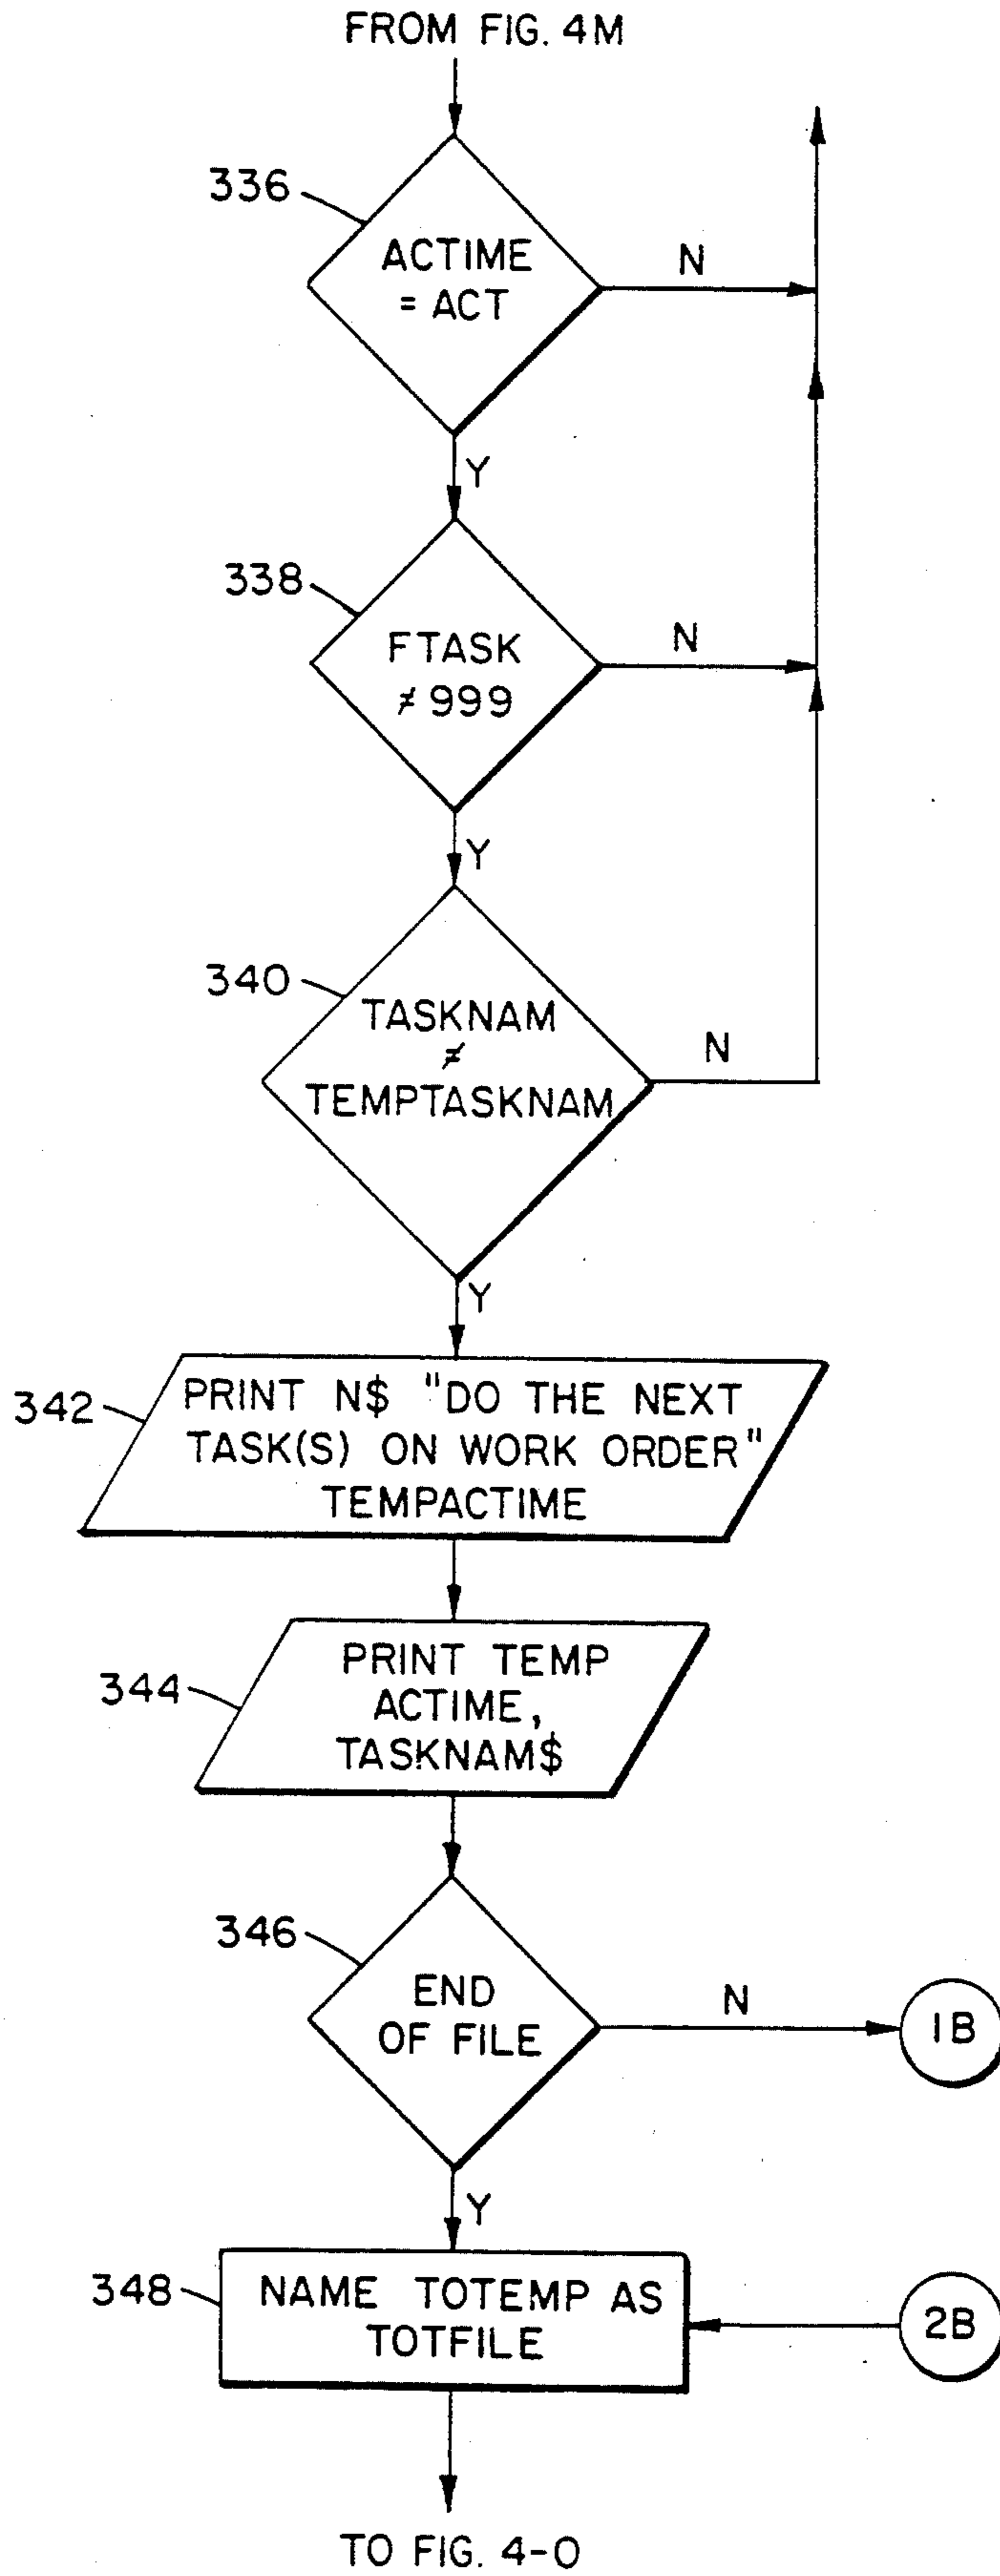 FROM FIG. 4M
336
ACTIME
= ACT
N
Y
338
FTASK
≠ 999
N
Y
340
TASKNAM
≠
TEMPTASKNAM
N
Y
342
PRINT N$ "DO THE NEXT
TASK(S) ON WORK ORDER"
TEMPACTIME
344
PRINT TEMP
ACTIME,
TASKNAM$
346
END
OF FILE
N
1B
Y
348
NAME TOTEMP AS
TOTFILE
2B
TO FIG. 4-O